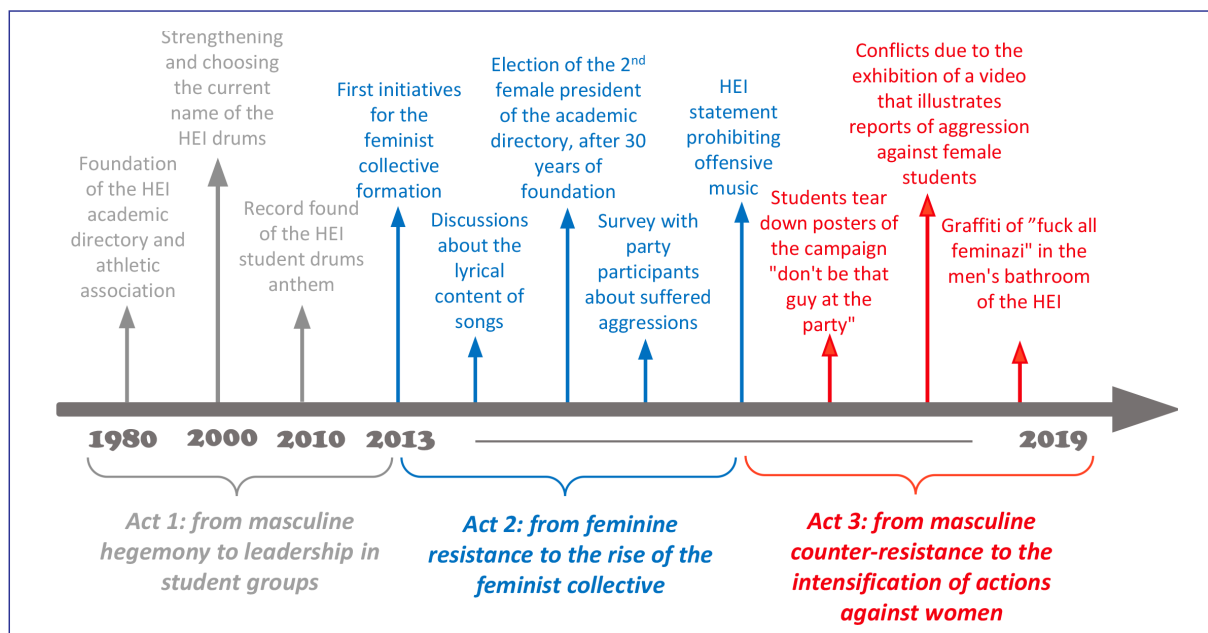 Foundation
of the HEI
academic
directory and
athletic
association
Strengthening
and choosing
the current
name of the
HEI drums
Record found
of the HEI
student drums
anthem
First initiatives
for the
feminist
collective
formation
Discussions
about the
lyrical
content of
songs
Election of the 2nd
female president
of the academic
directory, after 30
years of
foundation
Survey with
party
participants
about suffered
aggressions
HEI
statement
prohibiting
offensive
music
Students tear
down posters
of the campaign
"don't be that
guy at the
party"
Conflicts due to
the exhibition of a video
that illustrates
reports of aggression
against female
students
Graffiti of ”fuck all
feminazi" in the
men's bathroom
of the HEI
1980 2000 2010 2013 2019
Act 1: from masculine
hegemony to leadership in
student groups
Act 2: from feminine
resistance to the rise of the
feminist collective
Act 3: from masculine
counter-resistance to the
intensification of actions
against women